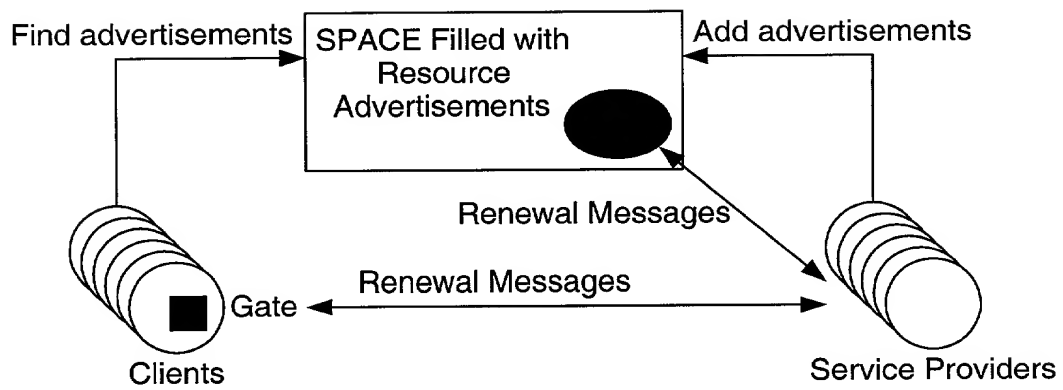 Find advertisements
SPACE Filled with
Resource
Advertisements
Add advertisements
Renewal Messages
Renewal Messages
Gate
Clients
Service Providers